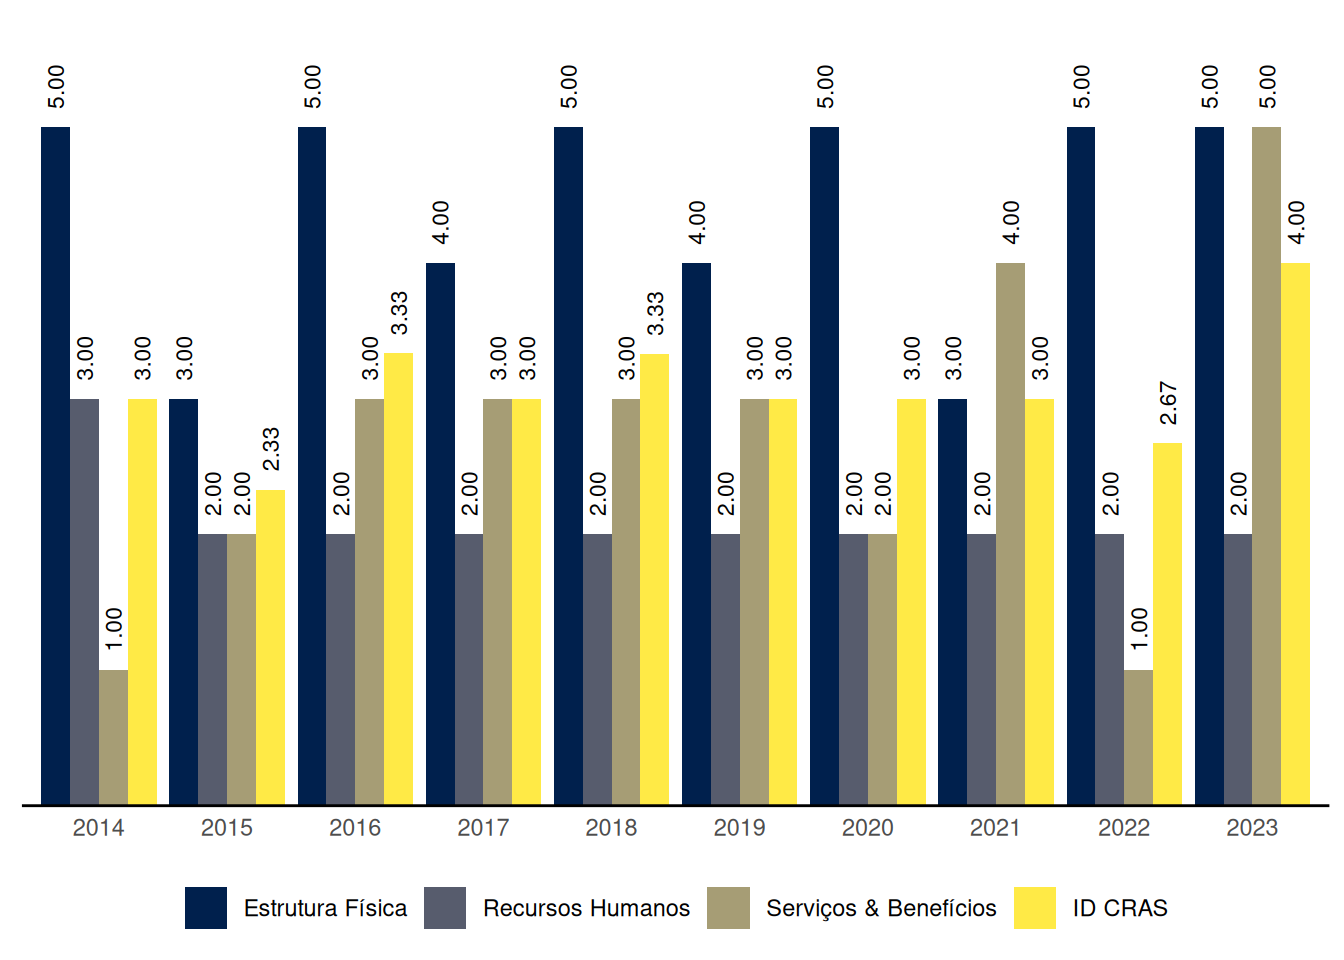 5.00 3.00 1.00 3.00
3.00 2.00 2.00 2.33
5.00 2.00 3.00 3.33
4.00 2.00 3.00 3.00
5.00 2.00 3.00 3.33
4.00 2.00 3.00 3.00
5.00 2.00 2.00 3.00
3.00 2.00 4.00 3.00
5.00 2.00 1.00 2.67
5.00 2.00 5.00 4.00
2014 2015 2016 2017 2018 2019 2020 2021 2022 2023
Estrutura Física Recursos Humanos Serviços & Benefícios ID CRAS